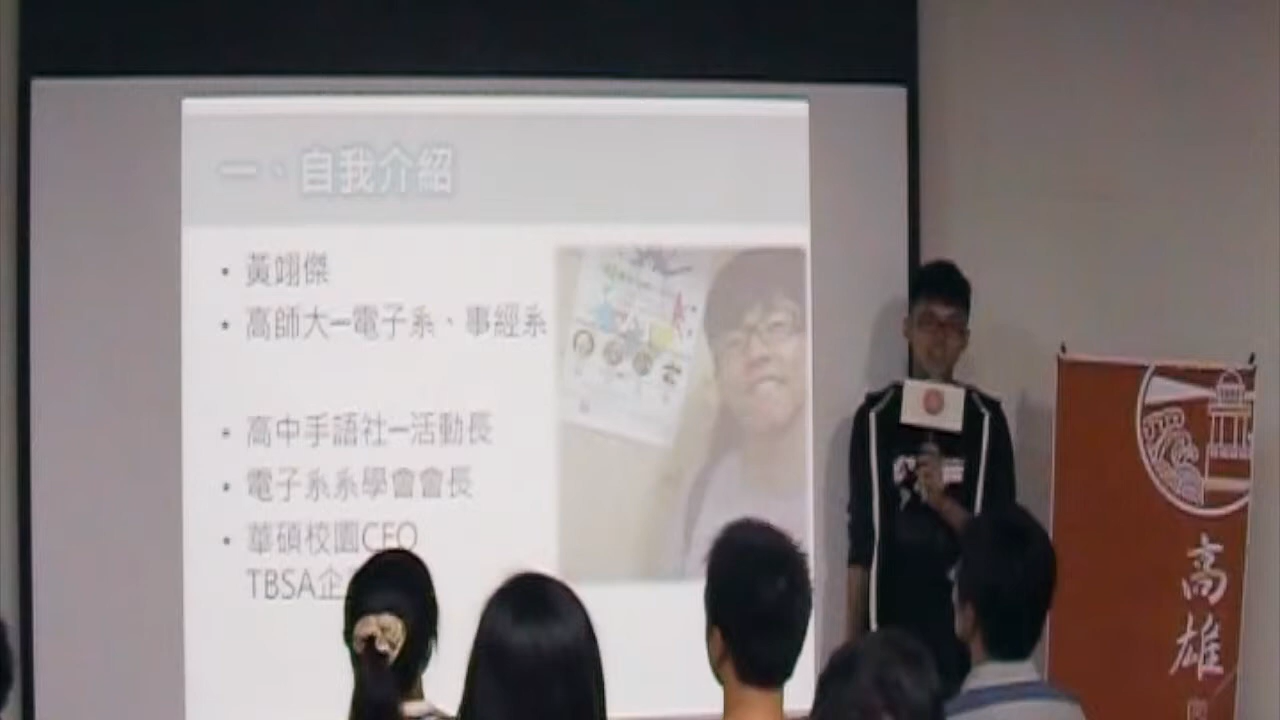 一、自我介紹
• 黃翊傑
• 高師大—電子系、事經系
• 高中手語社—活動長
• 電子系系學會會長
• 華碩校園CEO
TBSA企
高雄